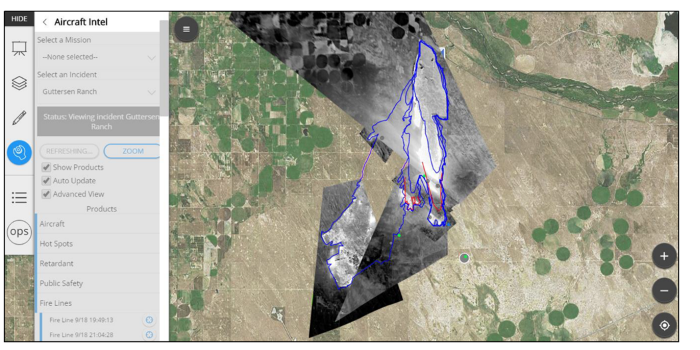 HIDE
Aircraft Intel
Select a Mission
--None selected--
Select an Incident
Guttersen Ranch
Status: Viewing incident Guttersen
Ranch
REFRESHING...
ZOOM
Show Products
Auto Update
Advanced View
Products
Aircraft
Hot Spots
Retardant
Public Safety
Fire Lines
Fire Line 9/18 19:49:13
Fire Line 9/18 21:04:28
ops